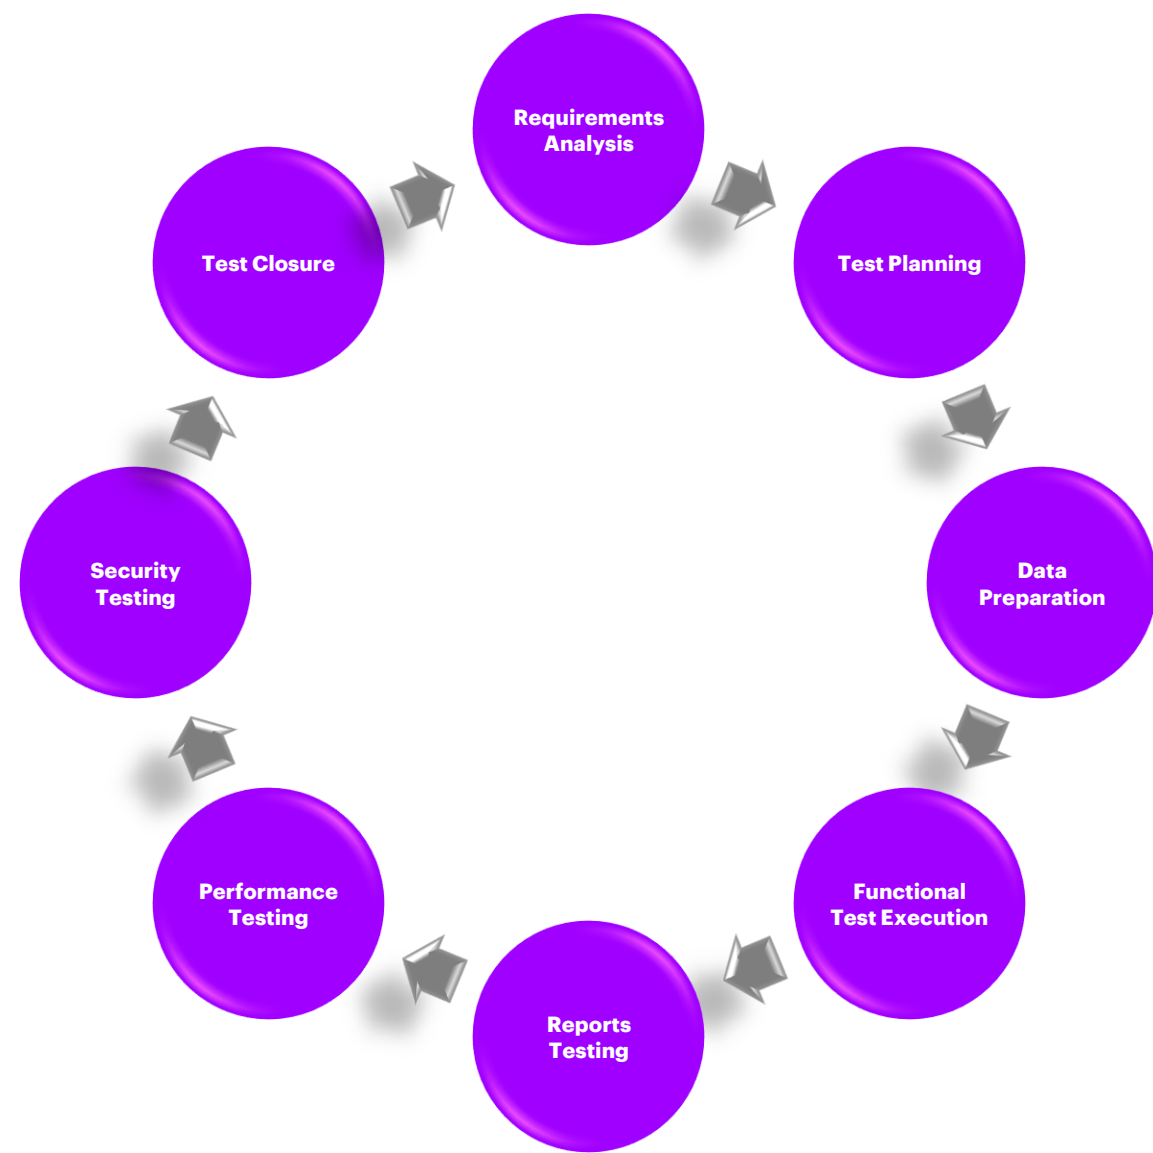 Requirements
Analysis
Test Planning
Data
Preparation
Functional
Test Execution
Reports
Testing
Performance
Testing
Security
Testing
Test Closure